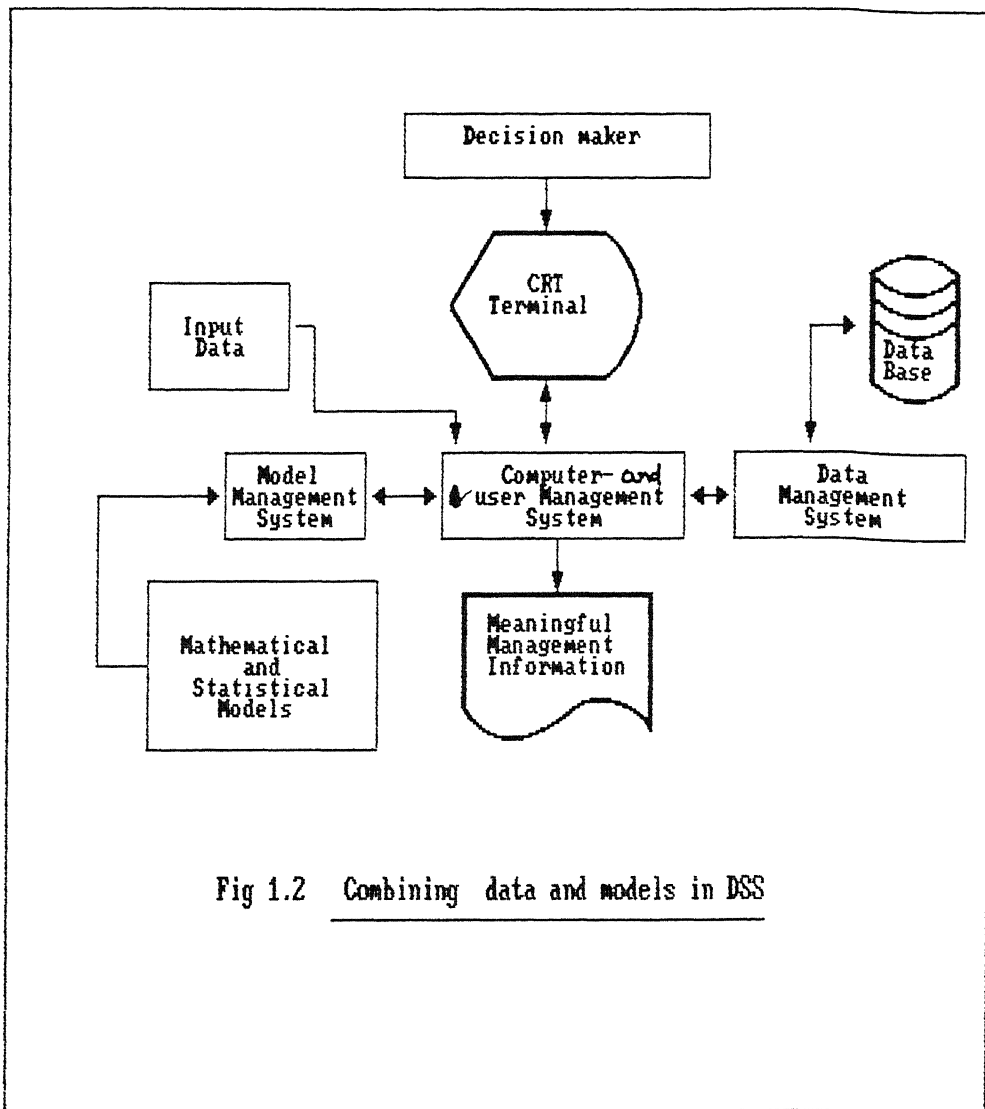 Decision maker
CRT
Terminal
Input
Data
Data
Base
Model
Management
System
Computer- and
user Management
System
Data
Management
System
Mathematical
and
Statistical
Models
Meaningful
Management
Information
Fig 1.2 Combining data and models in DSS